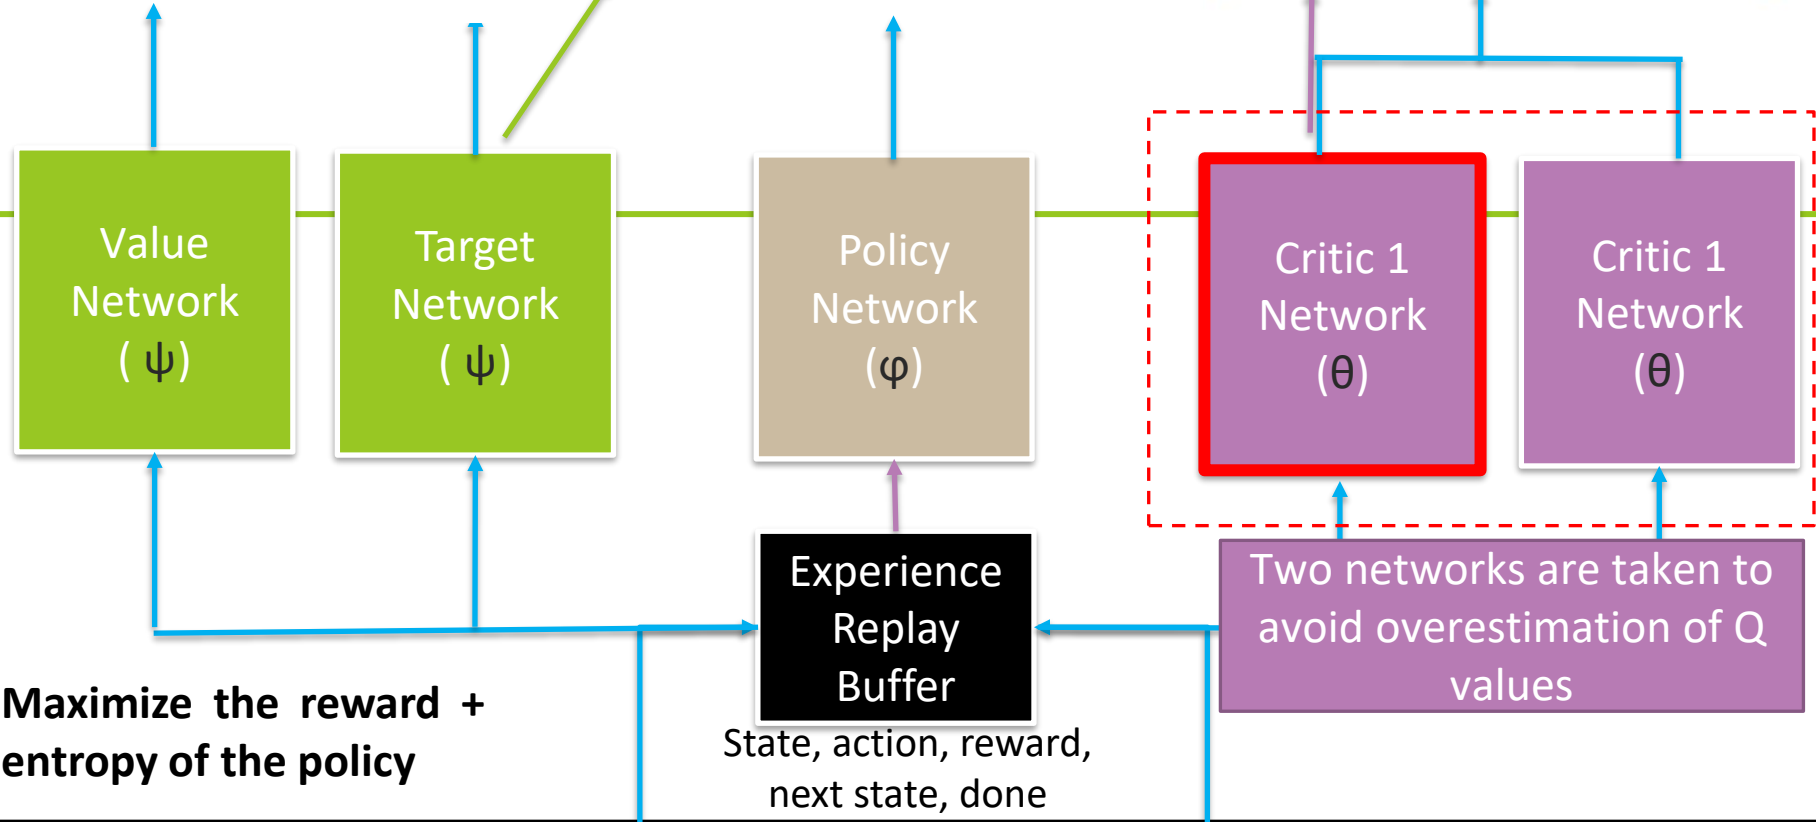 Value
Network
( ψ)
Target
Network
( ψ)
Policy
Network
(φ)
Critic 1
Network
(θ)
Critic 1
Network
(θ)
Experience
Replay
Buffer
Two networks are taken to
avoid overestimation of Q
values
Maximize the reward +
entropy of the policy
State, action, reward,
next state, done